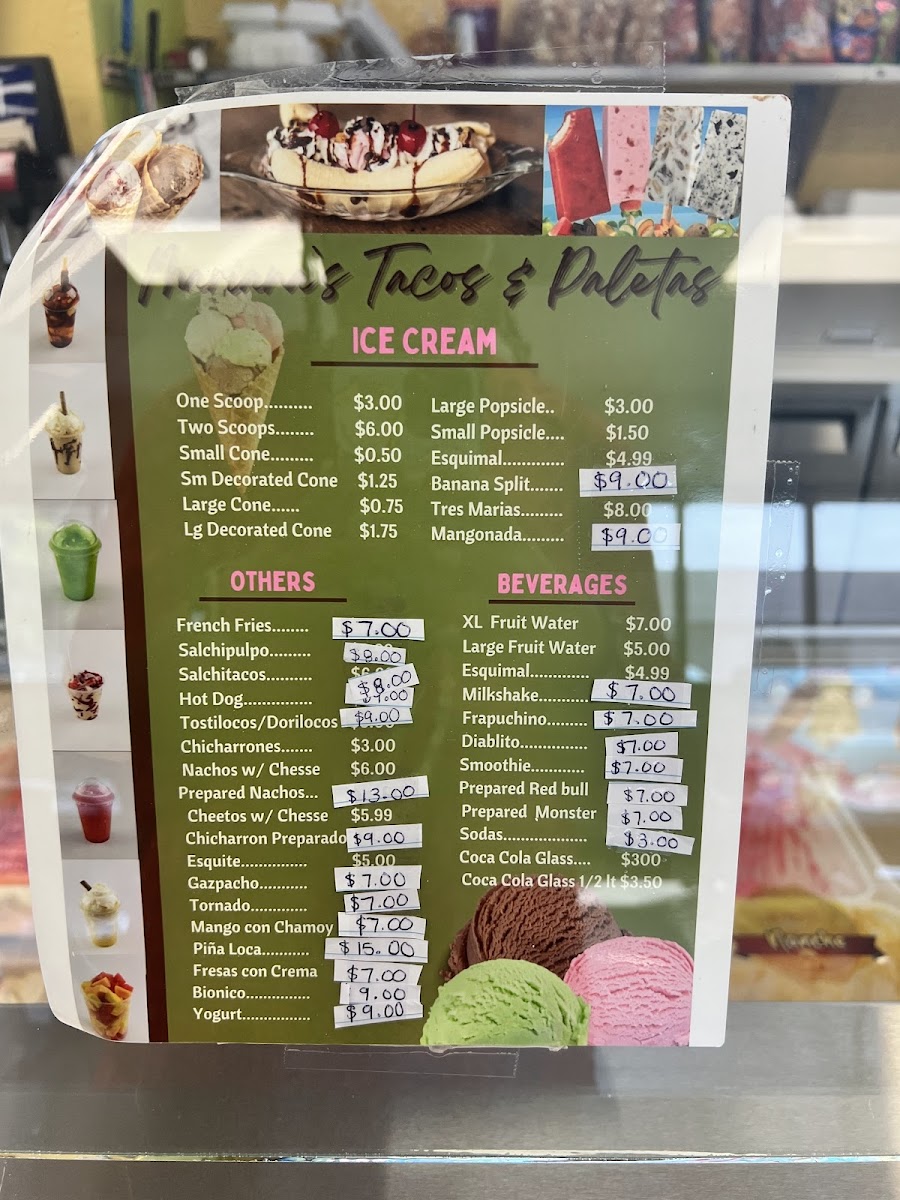 Tacos & Paletas
ICE CREAM
One Scoop.......... $3.00
Two Scoops........ $6.00
Small Cone......... $0.50
Sm Decorated Cone $1.25
Large Cone...... $0.75
Lg Decorated Cone $1.75
Large Popsicle.. $3.00
Small Popsicle.... $1.50
Esquimal............. $4.99
Banana Split....... $9.00
Tres Marias......... $8.00
Mangonada......... $9.00
OTHERS
French Fries........ $7.00
Salchipulpo......... $8.00
Salchitacos.......... $8.00
Hot Dog............... 7.00
Tostilocos/Dorilocos $9.00
Chicharrones....... $3.00
Nachos w/ Chesse $6.00
Prepared Nachos... $13.00
Cheetos w/ Chesse $5.99
Chicharron Preparado $9.00
Esquite............... $5.00
Gazpacho........... $7.00
Tornado............. $7.00
Mango con Chamoy $7.00
Piña Loca........... $15.00
Fresas con Crema $7.00
Bionico............... 9.00
Yogurt................ $9.00
BEVERAGES
XL Fruit Water $7.00
Large Fruit Water $5.00
Esquimal............. $4.99
Milkshake.......... $7.00
Frapuchino......... $7.00
Diablito............... $7.00
Smoothie............ $7.00
Prepared Red bull $7.00
Prepared Monster $7.00
Sodas.................. $3.00
Coca Cola Glass.... $300
Coca Cola Glass 1/2 lt $3.50